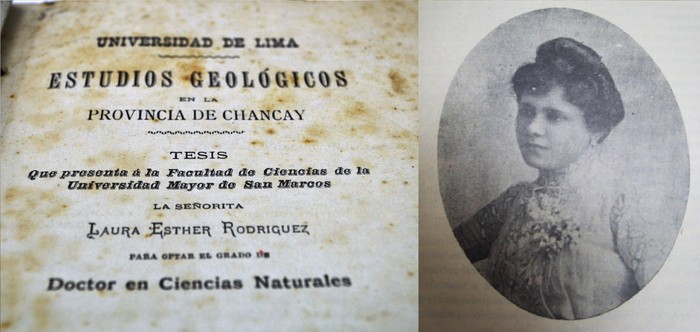 UNIVERSIDAD DE LIMA
ESTUDIOS GEOLÓGICOS
EN LA
PROVINCIA DE CHANCAY
TESIS
Que presenta á la Facultad de Ciencias de la
Universidad Mayor de San Marcos
LA SEÑORITA
LAURA ESTHER RODRIGUEZ
PARA OPTAR EL GRADO DE
Doctor en Ciencias Naturales